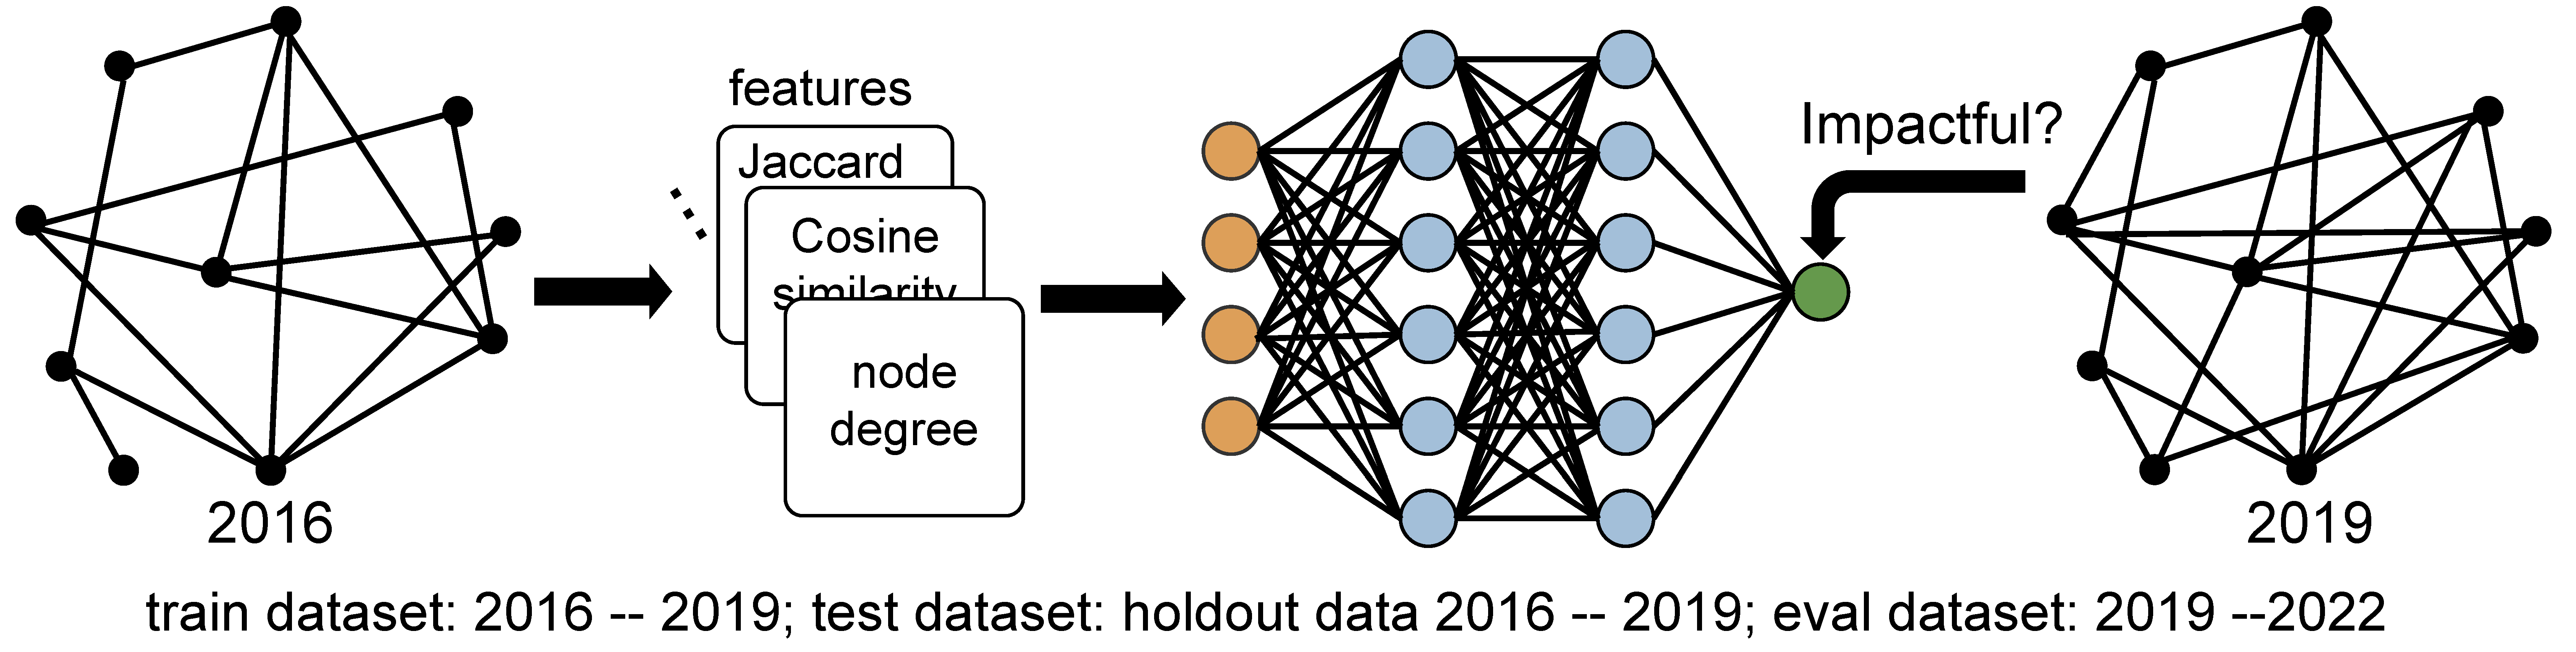 features
Jaccard
Cosine
similarity
node
degree
Impactful?
2016
2019
train dataset: 2016 -- 2019; test dataset: holdout data 2016 -- 2019; eval dataset: 2019 --2022